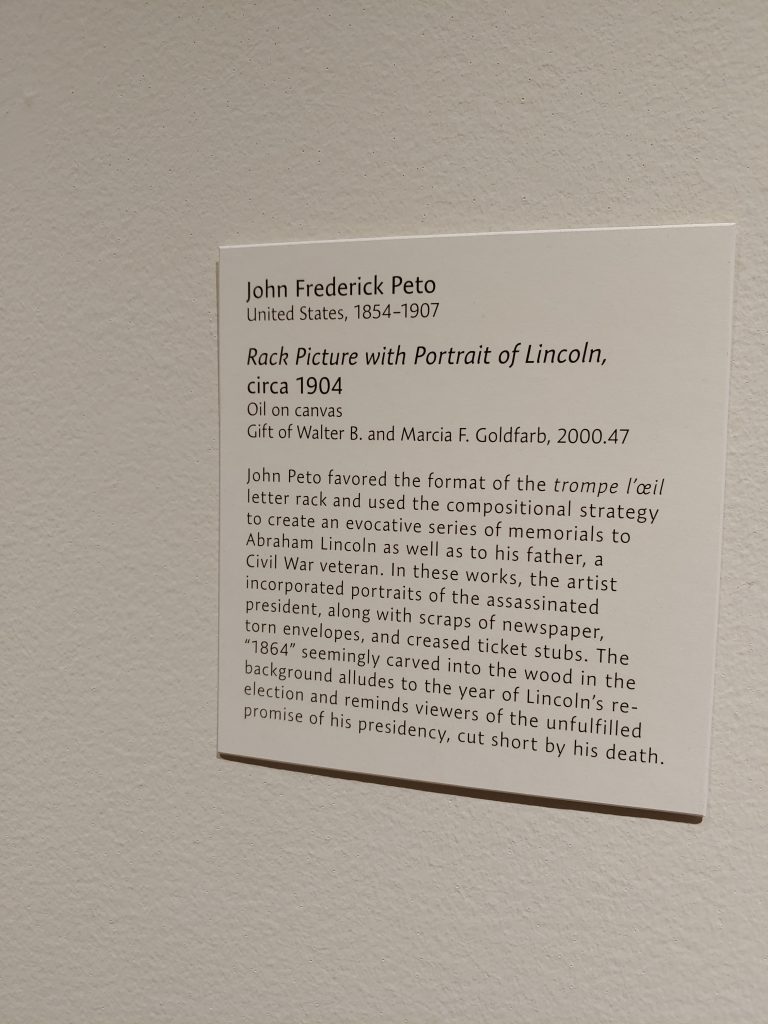 John Frederick Peto
United States, 1854–1907
Rack Picture with Portrait of Lincoln,
circa 1904
Oil on canvas
Gift of Walter B. and Marcia F. Goldfarb, 2000.47
John Peto favored the format of the trompe l’œil
letter rack and used the compositional strategy
to create an evocative series of memorials to
Abraham Lincoln as well as to his father, a
Civil War veteran. In these works, the artist
incorporated portraits of the assassinated
president, along with scraps of newspaper,
torn envelopes, and creased ticket stubs. The
“1864” seemingly carved into the wood in the
background alludes to the year of Lincoln’s re-
election and reminds viewers of the unfulfilled
promise of his presidency, cut short by his death.